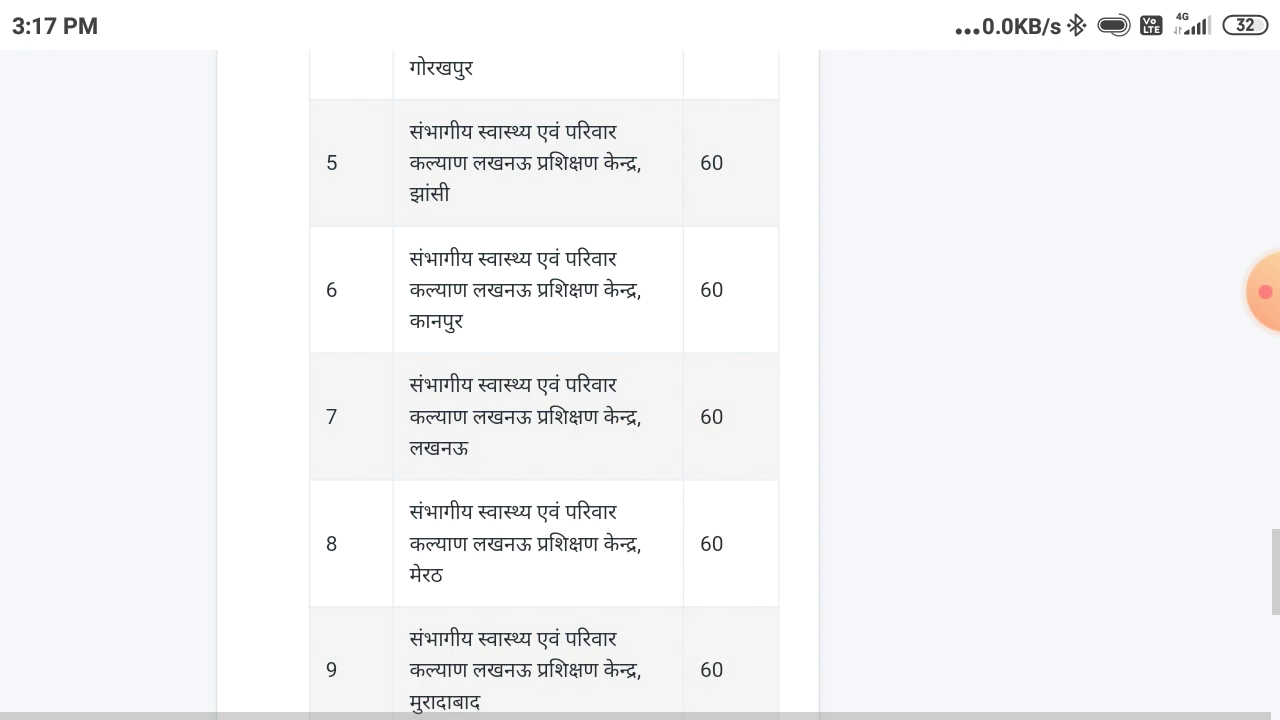 3:17 PM ...0.0KB/s Vo LTE 4G 32
गोरखपुर
संभागीय स्वास्थ्य एवं परिवार
5 कल्याण लखनऊ प्रशिक्षण केन्द्र, 60
झांसी
संभागीय स्वास्थ्य एवं परिवार
6 कल्याण लखनऊ प्रशिक्षण केन्द्र, 60
कानपुर
संभागीय स्वास्थ्य एवं परिवार
7 कल्याण लखनऊ प्रशिक्षण केन्द्र, 60
लखनऊ
संभागीय स्वास्थ्य एवं परिवार
8 कल्याण लखनऊ प्रशिक्षण केन्द्र, 60
मेरठ
संभागीय स्वास्थ्य एवं परिवार
9 कल्याण लखनऊ प्रशिक्षण केन्द्र, 60
मुरादाबाद